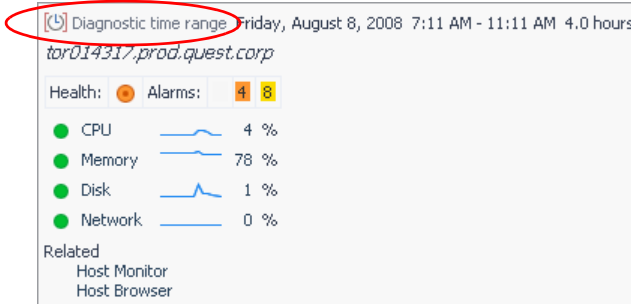 Diagnostic time range Friday, August 8, 2008 7:11 AM - 11:11 AM 4.0 hours
tor014317.prod.quest.corp
Health: Alarms: 4 8
CPU 4 %
Memory 78 %
Disk 1 %
Network 0 %
Related
Host Monitor
Host Browser